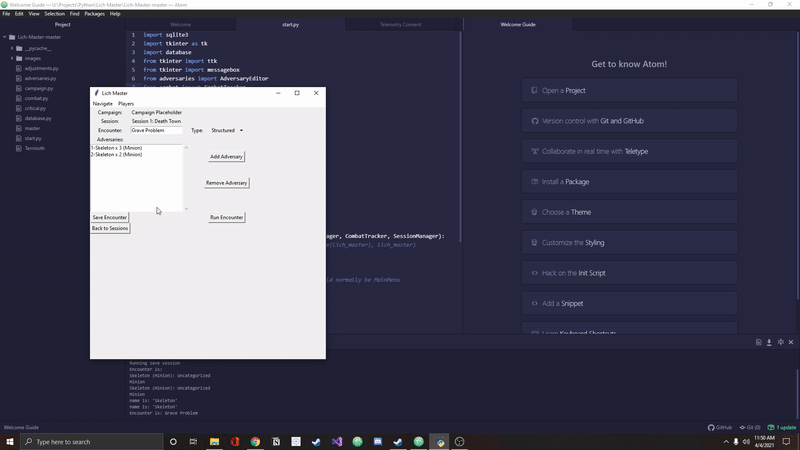 Welcome Guide — U:\Projects\Python\Lich Master\Lich-Master-master — Atom
File Edit View Selection Find Packages Help
Project
Welcome
start.py
Telemetry Consent
Welcome Guide
Lich-Master-master
__pycache__
images
adjustments.py
adversaries.py
campaign.py
combat.py
critical.py
database.py
master
start.py
Terrinoth
1 import sqlite3
2 import tkinter as tk
3 import database
4 from tkinter import ttk
5 from tkinter import messagebox
6 from adversaries import AdversaryEditor
Lich Master
Navigate Players
Campaign: Campaign Placeholder
Session: Session 1: Death Town
Encounter: Grave Problem Type: Structured
Adversaries:
1-Skeleton x 3 (Minion)
2-Skeleton x 2 (Minion)
Add Adversary
Remove Adversary
Save Encounter
Run Encounter
Back to Sessions
ager, CombatTracker, SessionManager):
ld normally be MainMenu
Get to know Atom!
Open a Project
Version control with Git and GitHub
Collaborate in real time with Teletype
Install a Package
Choose a Theme
Customize the Styling
Hack on the Init Script
Add a Snippet
Learn Keyboard Shortcuts
Running save session
Encounter is:
Skeleton (Minion): Uncategorized
Minion
Skeleton (Minion): Uncategorized
Minion
name is: 'Skeleton'
name is: 'Skeleton'
Encounter is: Grave Problem
Welcome Guide
GitHub Git (0) 1 update
Type here to search
11:50 AM
4/4/2021